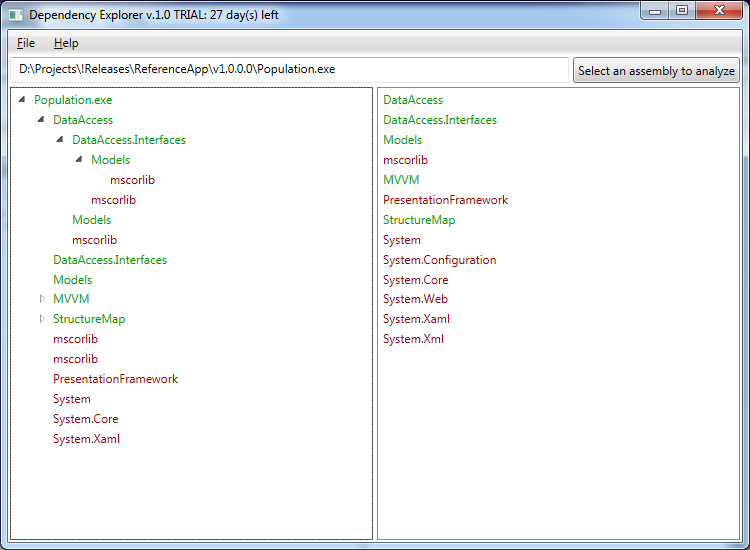 Dependency Explorer v.1.0 TRIAL: 27 day(s) left
File Help
D:\Projects\!Releases\ReferenceApp\v1.0.0.0\Population.exe
Select an assembly to analyze
Population.exe
DataAccess
DataAccess.Interfaces
Models
mscorlib
mscorlib
Models
mscorlib
DataAccess.Interfaces
Models
MVVM
StructureMap
mscorlib
mscorlib
PresentationFramework
System
System.Core
System.Xaml
DataAccess
DataAccess.Interfaces
Models
mscorlib
MVVM
PresentationFramework
StructureMap
System
System.Configuration
System.Core
System.Web
System.Xaml
System.Xml